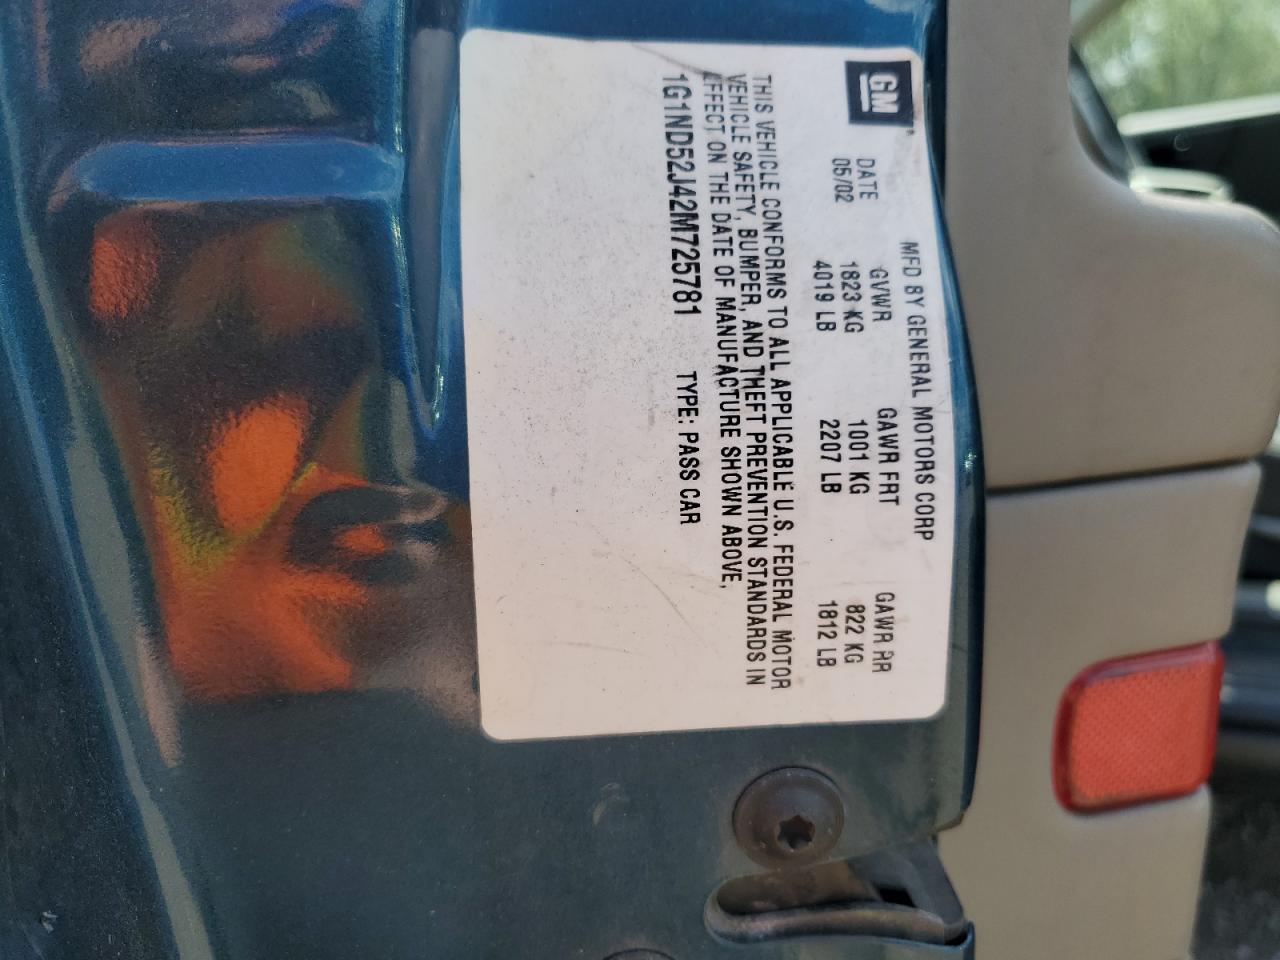 GM
MFD BY GENERAL MOTORS CORP
DATE GVWR GAWR FRT GAWR RR
05/02 1823 KG 1001 KG 822 KG
4019 LB 2207 LB 1812 LB
THIS VEHICLE CONFORMS TO ALL APPLICABLE U.S. FEDERAL MOTOR
VEHICLE SAFETY, BUMPER, AND THEFT PREVENTION STANDARDS IN
EFFECT ON THE DATE OF MANUFACTURE SHOWN ABOVE.
1G1ND52J42M725781 TYPE: PASS CAR